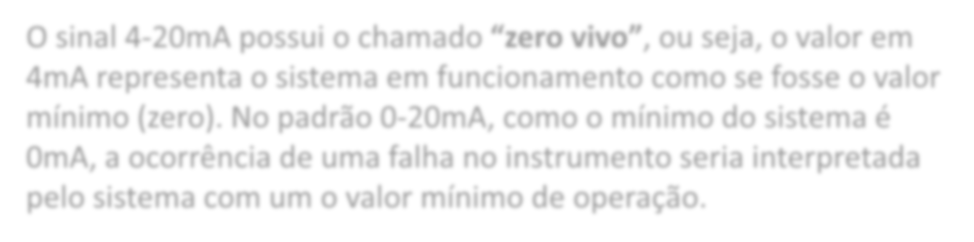 O sinal 4-20mA possui o chamado “zero vivo”, ou seja, o valor em
4mA representa o sistema em funcionamento como se fosse o valor
mínimo (zero). No padrão 0-20mA, como o mínimo do sistema é
0mA, a ocorrência de uma falha no instrumento seria interpretada
pelo sistema com um o valor mínimo de operação.